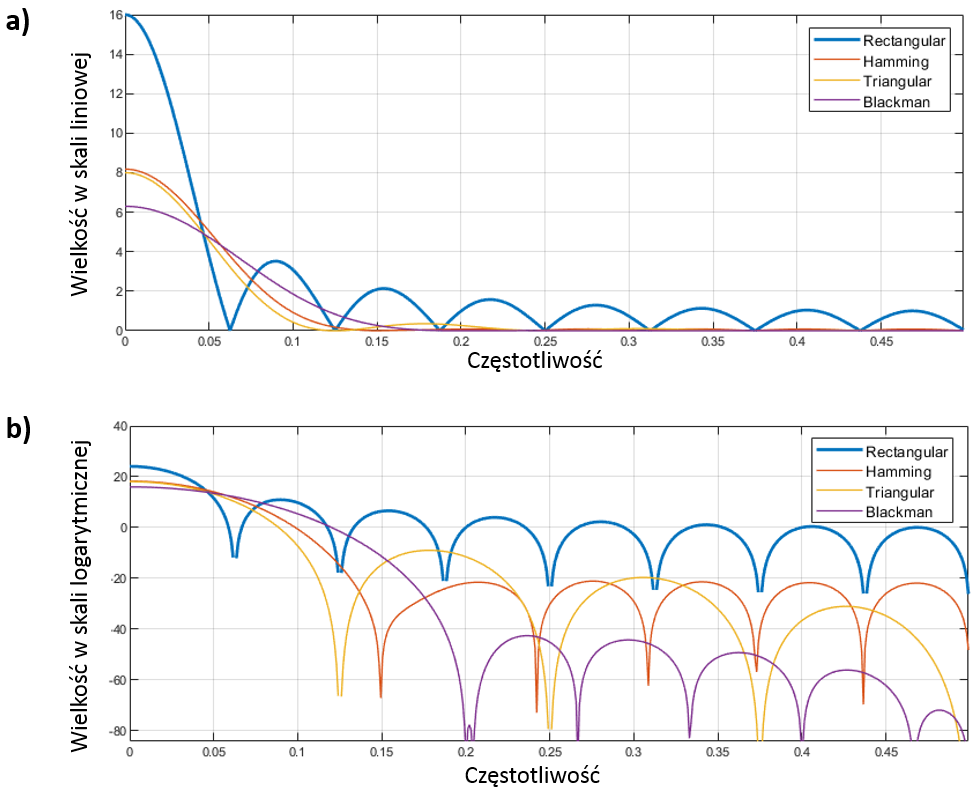 a)
Wielkość w skali liniowej
16
14
12
10
8
6
4
2
0
0 0.05 0.1 0.15 0.2 0.25 0.3 0.35 0.4 0.45
Częstotliwość
Rectangular
Hamming
Triangular
Blackman
b)
Wielkość w skali logarytmicznej
40
20
0
-20
-40
-60
-80
0 0.05 0.1 0.15 0.2 0.25 0.3 0.35 0.4 0.45
Częstotliwość
Rectangular
Hamming
Triangular
Blackman